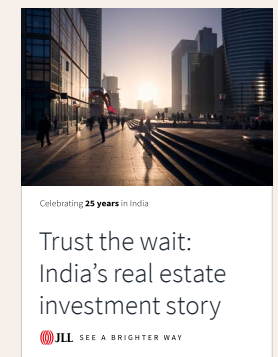 Celebrating 25 years in India
Trust the wait:
India's real estate
investment story
JLL SEE A BRIGHTER WAY